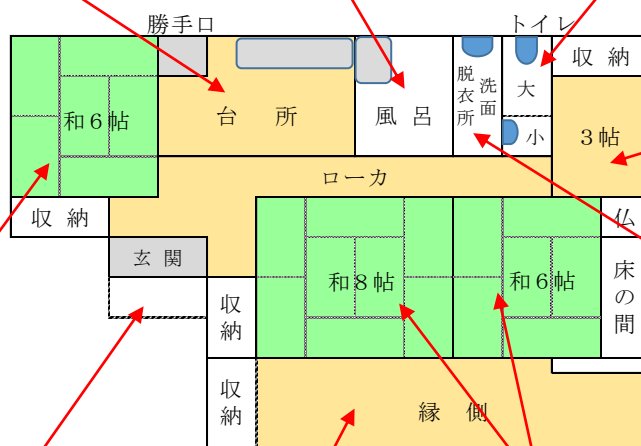 勝手口
トイレ
収 納
台 所
風 呂
脱衣所
洗面
大
小
和6帖
3帖
ローカ
収 納
仏
玄 関
和8帖
和6帖
床の間
収納
収納
縁 側